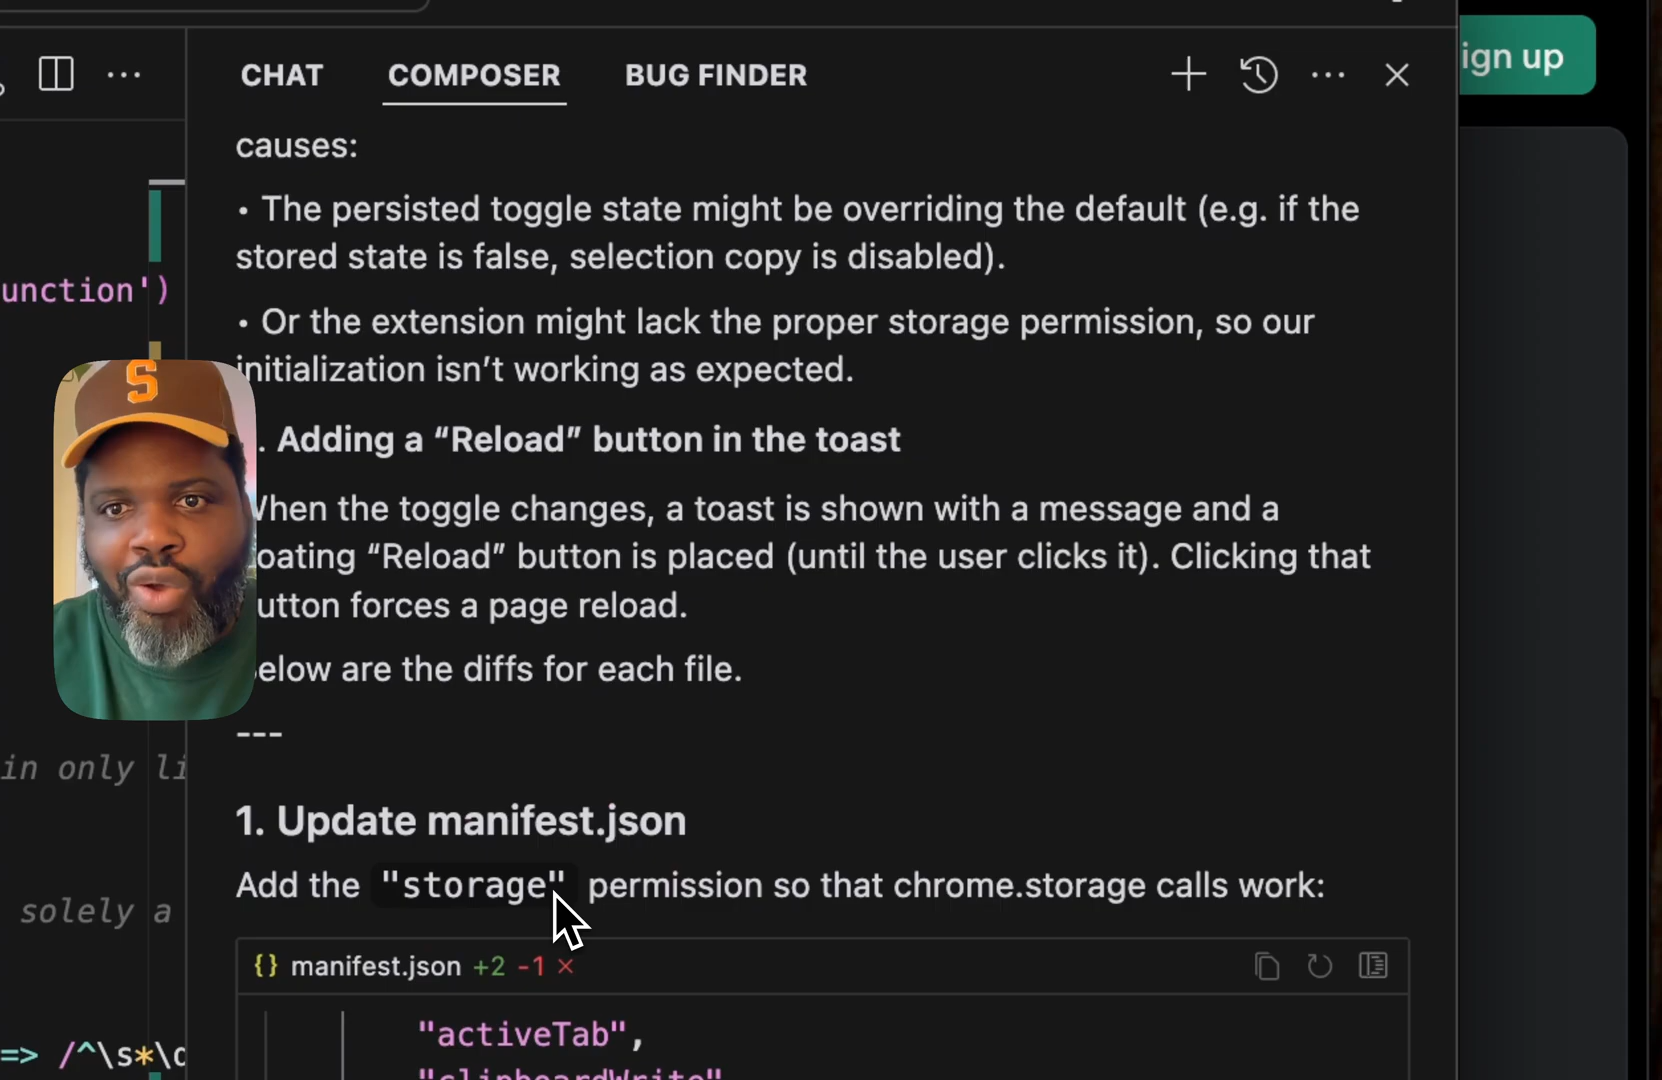 ign up
CHAT COMPOSER BUG FINDER
causes:
• The persisted toggle state might be overriding the default (e.g. if the
stored state is false, selection copy is disabled).
unction')
• Or the extension might lack the proper storage permission, so our
initialization isn’t working as expected.
S
. Adding a “Reload” button in the toast
When the toggle changes, a toast is shown with a message and a
oating “Reload” button is placed (until the user clicks it). Clicking that
utton forces a page reload.
elow are the diffs for each file.
---
in only li
1. Update manifest.json
Add the "storage" permission so that chrome.storage calls work:
solely a
{} manifest.json +2 -1 ×
"activeTab",
=> /^\s*\d
"clipboardWrite"